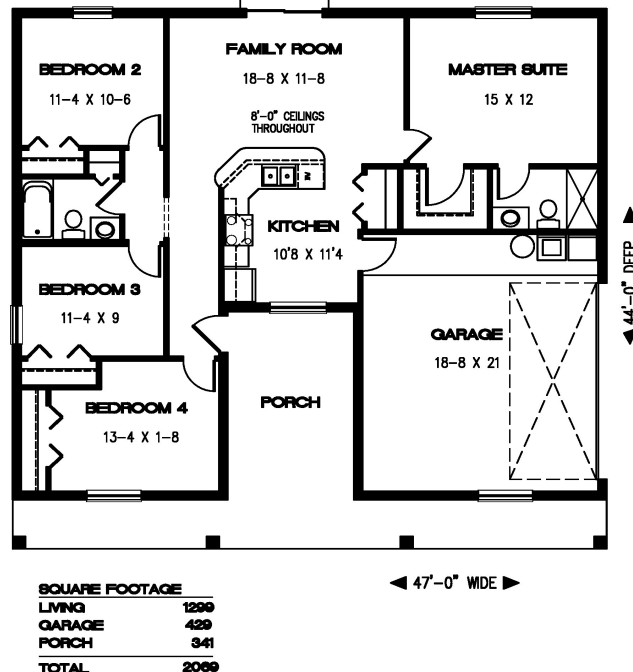 FAMILY ROOM
18-8 X 11-8
8'-0" CEILINGS
THROUGHOUT
BEDROOM 2
11-4 X 10-6
MASTER SUITE
15 X 12
KITCHEN
10'8 X 11'4
BEDROOM 3
11-4 X 9
GARAGE
18-8 X 21
44'-0" DEEP
BEDROOM 4
13-4 X 1-8
PORCH
47'-0" WIDE
SQUARE FOOTAGE
LIVING 1299
GARAGE 429
PORCH 341
TOTAL 2069